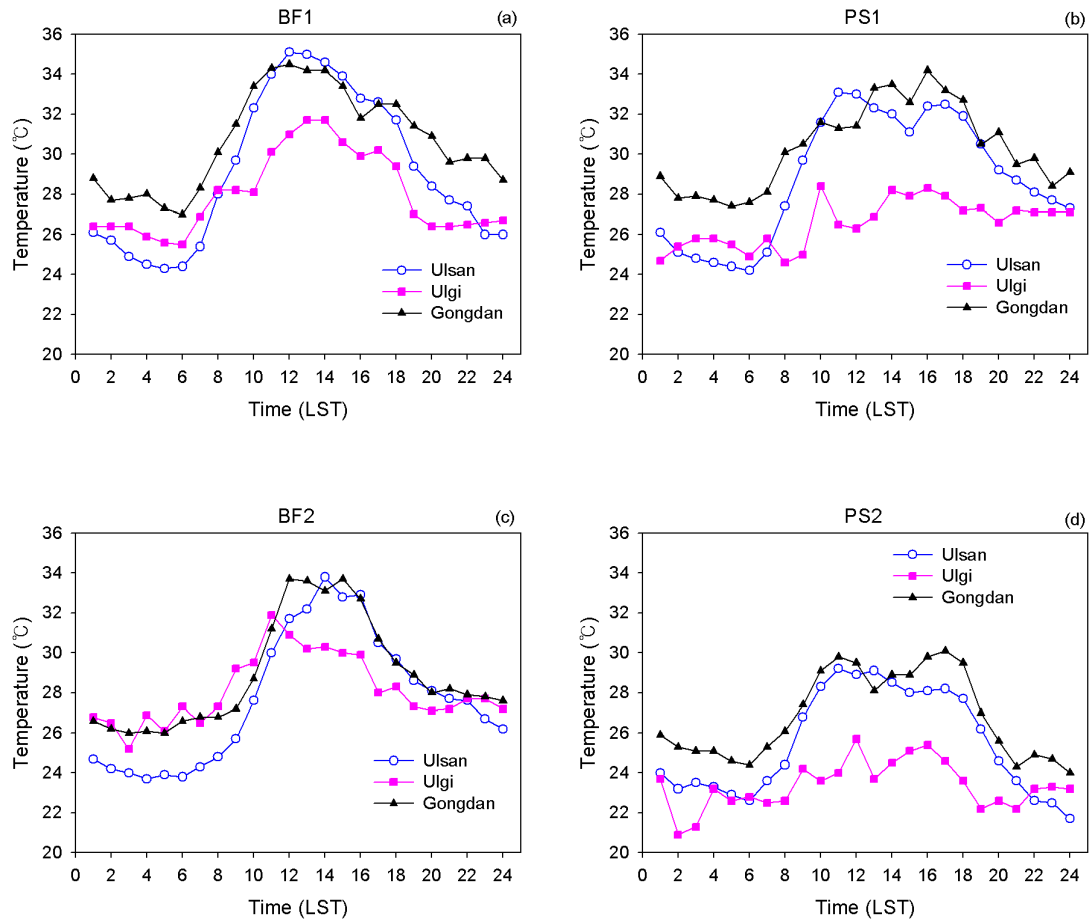 BF1
(a)
36
34
32
30
28
26
24
22
20
Temperature (℃)
Ulsan
Ulgi
Gongdan
0 2 4 6 8 10 12 14 16 18 20 22 24
Time (LST)
PS1
(b)
36
34
32
30
28
26
24
22
20
Temperature (℃)
Ulsan
Ulgi
Gongdan
0 2 4 6 8 10 12 14 16 18 20 22 24
Time (LST)
BF2
(c)
36
34
32
30
28
26
24
22
20
Temperature (℃)
Ulsan
Ulgi
Gongdan
0 2 4 6 8 10 12 14 16 18 20 22 24
Time (LST)
PS2
(d)
36
34
32
30
28
26
24
22
20
Temperature (℃)
Ulsan
Ulgi
Gongdan
0 2 4 6 8 10 12 14 16 18 20 22 24
Time (LST)